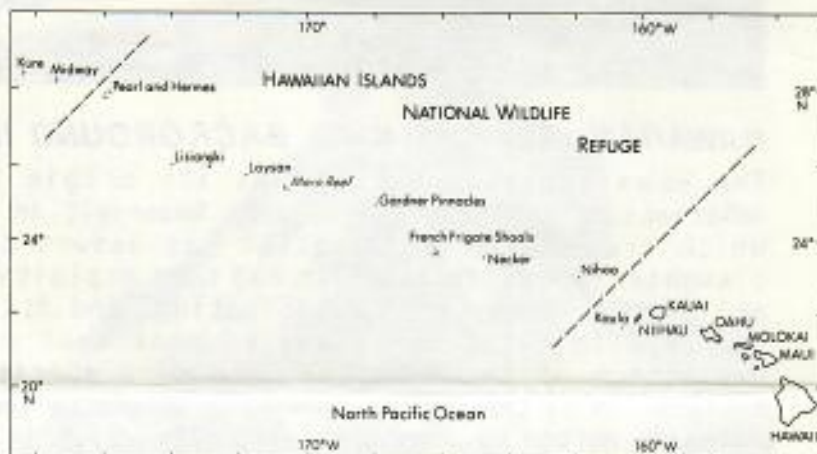 170°
160°W
Kure
Midway
Pearl and Hermes
HAWAIIAN ISLANDS
28°
N
NATIONAL WILDLIFE
REFUGE
BACKGROUND
Lisianski
Laysan
Maro Reef
Gardner Pinnacles
24°
French Frigate Shoals
24°
Necker
Nihoa
Kaula
KAUAI
NIIHAU
OAHU
MOLOKAI
MAUI
20°
N
North Pacific Ocean
170°W
160°W
HAWAII